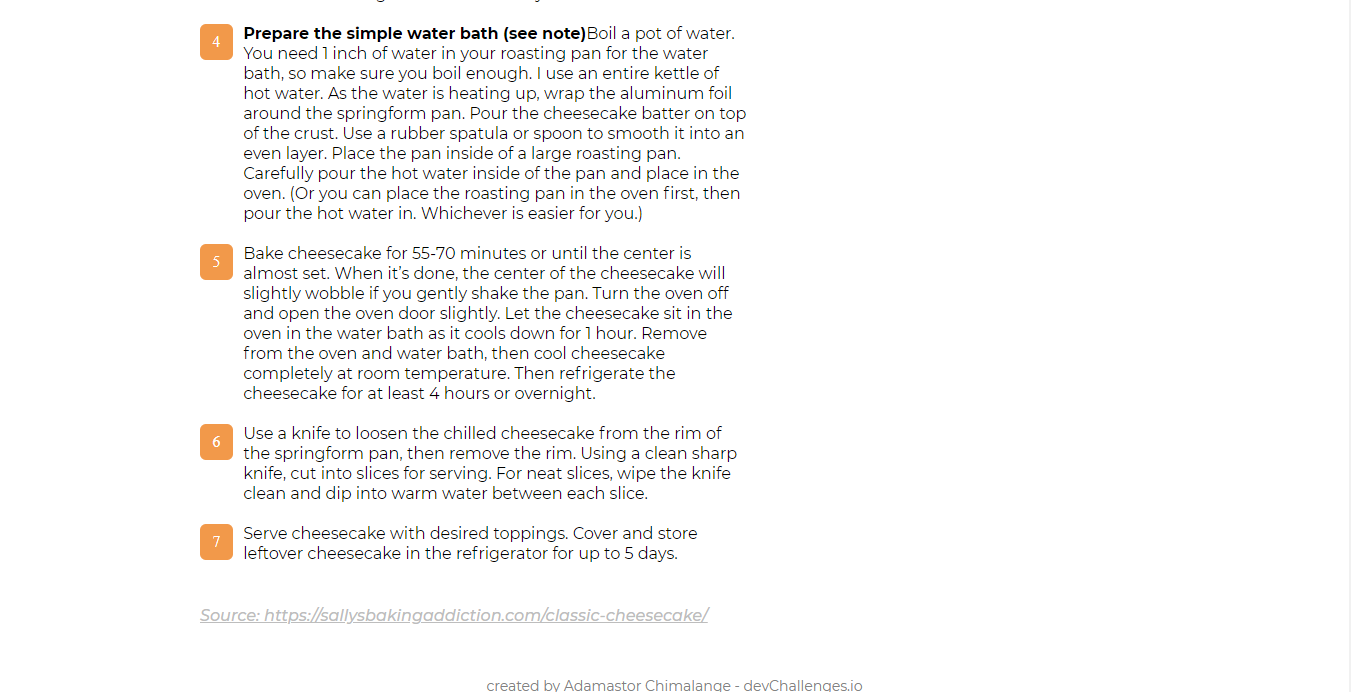 4
Prepare the simple water bath (see note)Boil a pot of water.
You need 1 inch of water in your roasting pan for the water
bath, so make sure you boil enough. I use an entire kettle of
hot water. As the water is heating up, wrap the aluminum foil
around the springform pan. Pour the cheesecake batter on top
of the crust. Use a rubber spatula or spoon to smooth it into an
even layer. Place the pan inside of a large roasting pan.
Carefully pour the hot water inside of the pan and place in the
oven. (Or you can place the roasting pan in the oven first, then
pour the hot water in. Whichever is easier for you.)
5
Bake cheesecake for 55-70 minutes or until the center is
almost set. When it’s done, the center of the cheesecake will
slightly wobble if you gently shake the pan. Turn the oven off
and open the oven door slightly. Let the cheesecake sit in the
oven in the water bath as it cools down for 1 hour. Remove
from the oven and water bath, then cool cheesecake
completely at room temperature. Then refrigerate the
cheesecake for at least 4 hours or overnight.
6
Use a knife to loosen the chilled cheesecake from the rim of
the springform pan, then remove the rim. Using a clean sharp
knife, cut into slices for serving. For neat slices, wipe the knife
clean and dip into warm water between each slice.
7
Serve cheesecake with desired toppings. Cover and store
leftover cheesecake in the refrigerator for up to 5 days.
Source: https://sallysbakingaddiction.com/classic-cheesecake/
created by Adamastor Chimalange - devChallenges.io